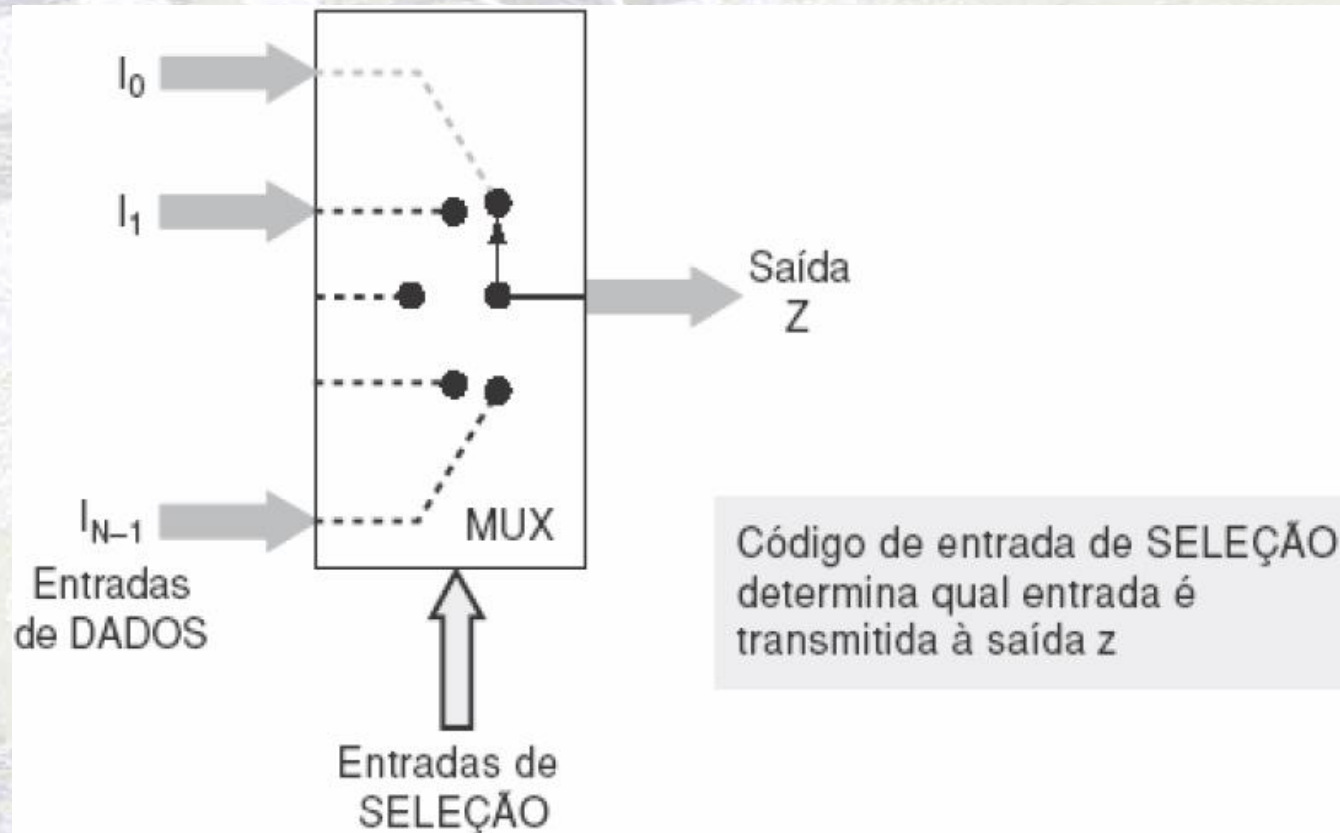 I₀
I₁
Saída
Z
I_{N–1}
MUX
Entradas
de DADOS
Código de entrada de SELEÇÃO
determina qual entrada é
transmitida à saída z
Entradas de
SELEÇÃO